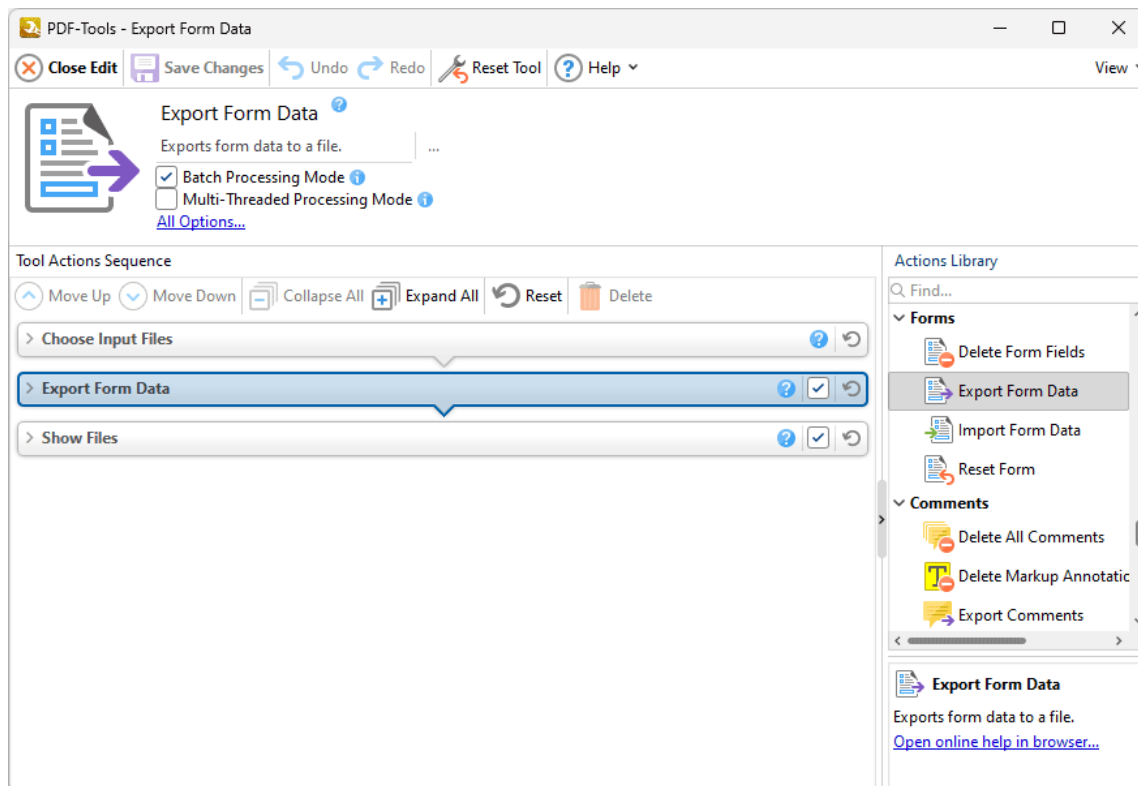 PDF-Tools - Export Form Data
Close Edit Save Changes Undo Redo Reset Tool ? Help View
Export Form Data ?
Exports form data to a file. ...
Batch Processing Mode i
Multi-Threaded Processing Mode i
All Options...
Tool Actions Sequence
Move Up Move Down Collapse All Expand All Reset Delete
Choose Input Files ?
Export Form Data ?
Show Files ?
Actions Library
Find...
Forms
Delete Form Fields
Export Form Data
Import Form Data
Reset Form
Comments
Delete All Comments
T Delete Markup Annotatic
Export Comments
Export Form Data
Exports form data to a file.
Open online help in browser...